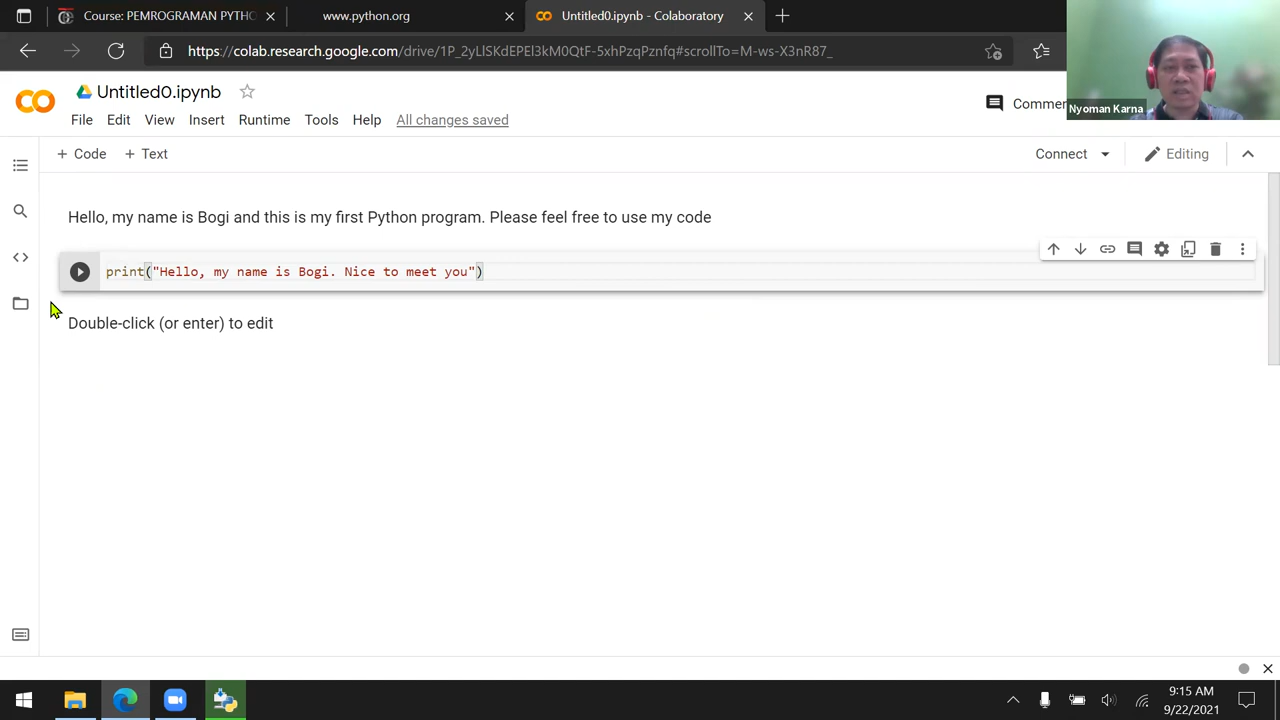 Course: PEMROGRAMAN PYTHO
www.python.org
Untitled0.ipynb - Colaboratory
https://colab.research.google.com/drive/1P_2yLlSKdEPEl3kM0QtF-5xhPzqPznfq#scrollTo=M-ws-X3nR87_
Nyoman Karna
Untitled0.ipynb
Commen
File Edit View Insert Runtime Tools Help All changes saved
+ Code + Text
Connect
Editing
Hello, my name is Bogi and this is my first Python program. Please feel free to use my code
print("Hello, my name is Bogi. Nice to meet you")
Double-click (or enter) to edit
9:15 AM
9/22/2021